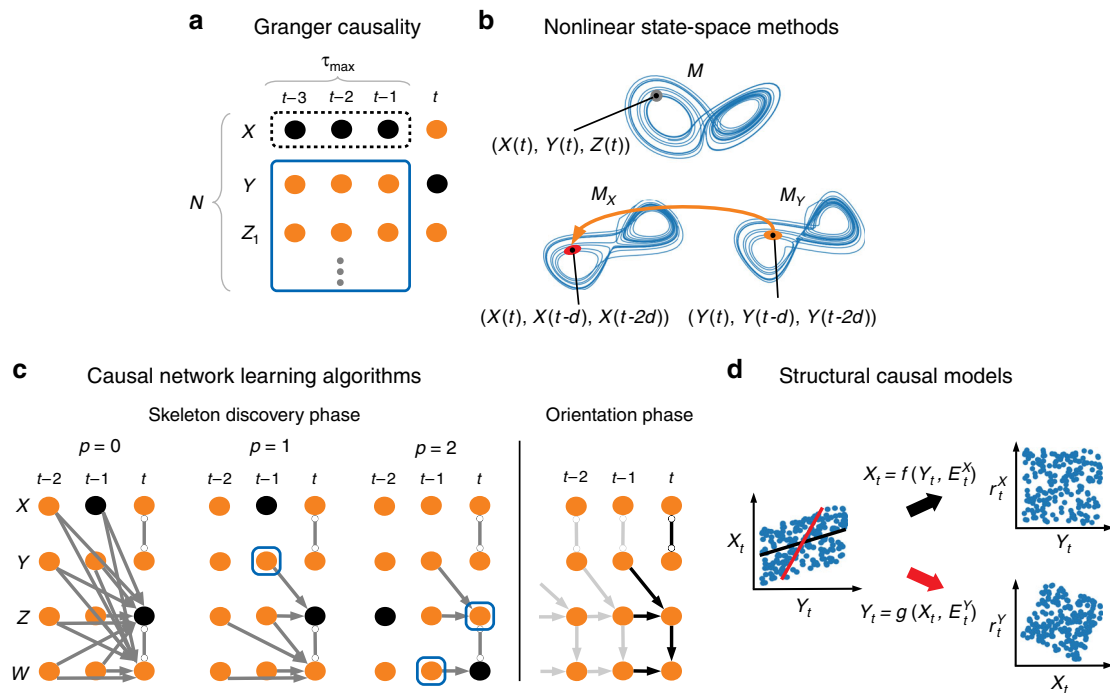 a Granger causality
τmax
t–3 t–2 t–1 t
X
N
Y
Z1
b Nonlinear state-space methods
M
(X(t), Y(t), Z(t))
MX MY
(X(t), X(t-d), X(t-2d)) (Y(t), Y(t-d), Y(t-2d))
c Causal network learning algorithms
Skeleton discovery phase Orientation phase
p = 0 p = 1 p = 2
t–2 t–1 t t–2 t–1 t t–2 t–1 t t–2 t–1 t
X
Y
Z
W
d Structural causal models
Xt
Yt
Xt = f (Yt, EtX)
Yt = g (Xt, EtY)
rtX
Yt
rtY
Xt